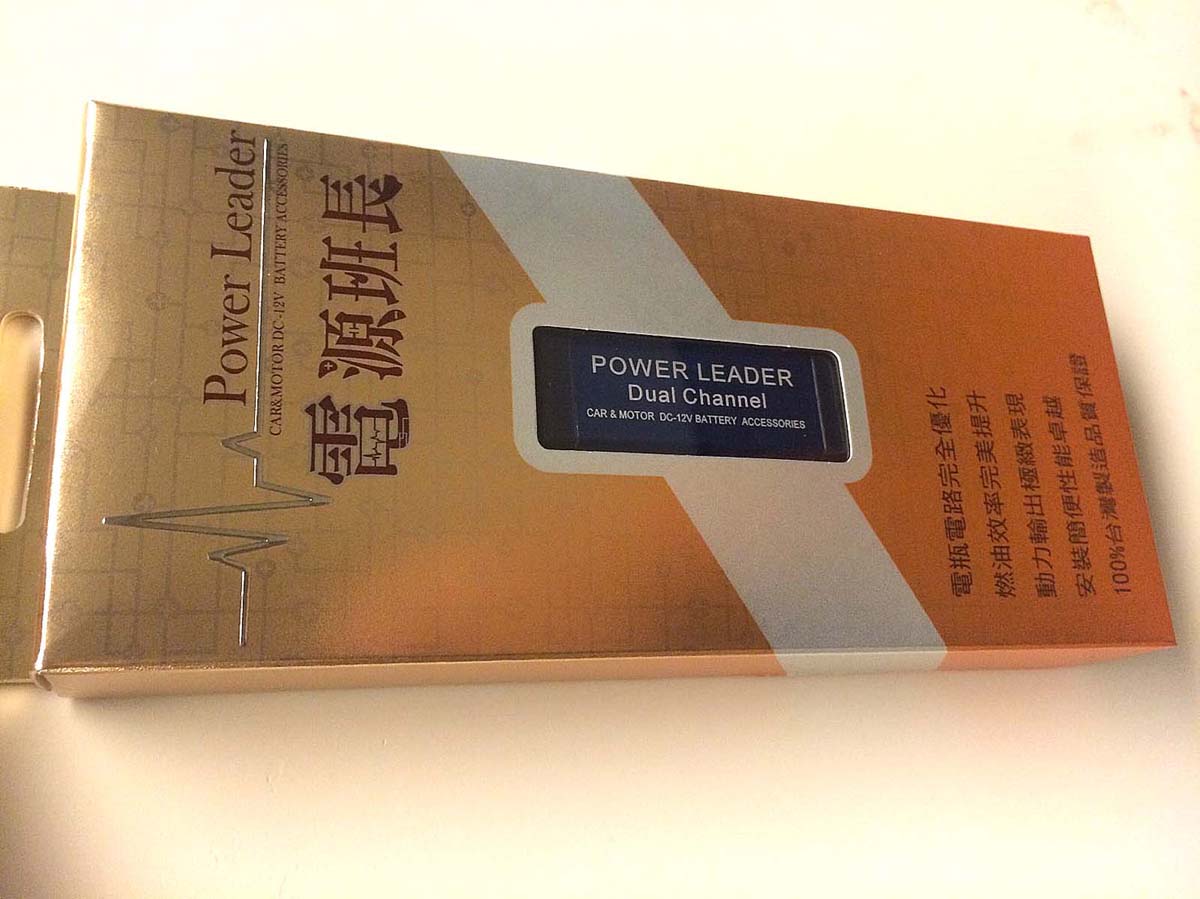 Power Leader
CAR&MOTOR DC-12V BATTERY ACCESSORIES
電源班長
POWER LEADER
Dual Channel
CAR & MOTOR DC-12V BATTERY ACCESSORIES
電瓶電路完全優化
燃油效率完美提升
動力輸出極緻表現
安裝簡便性能卓越
100%台灣製造品質保證